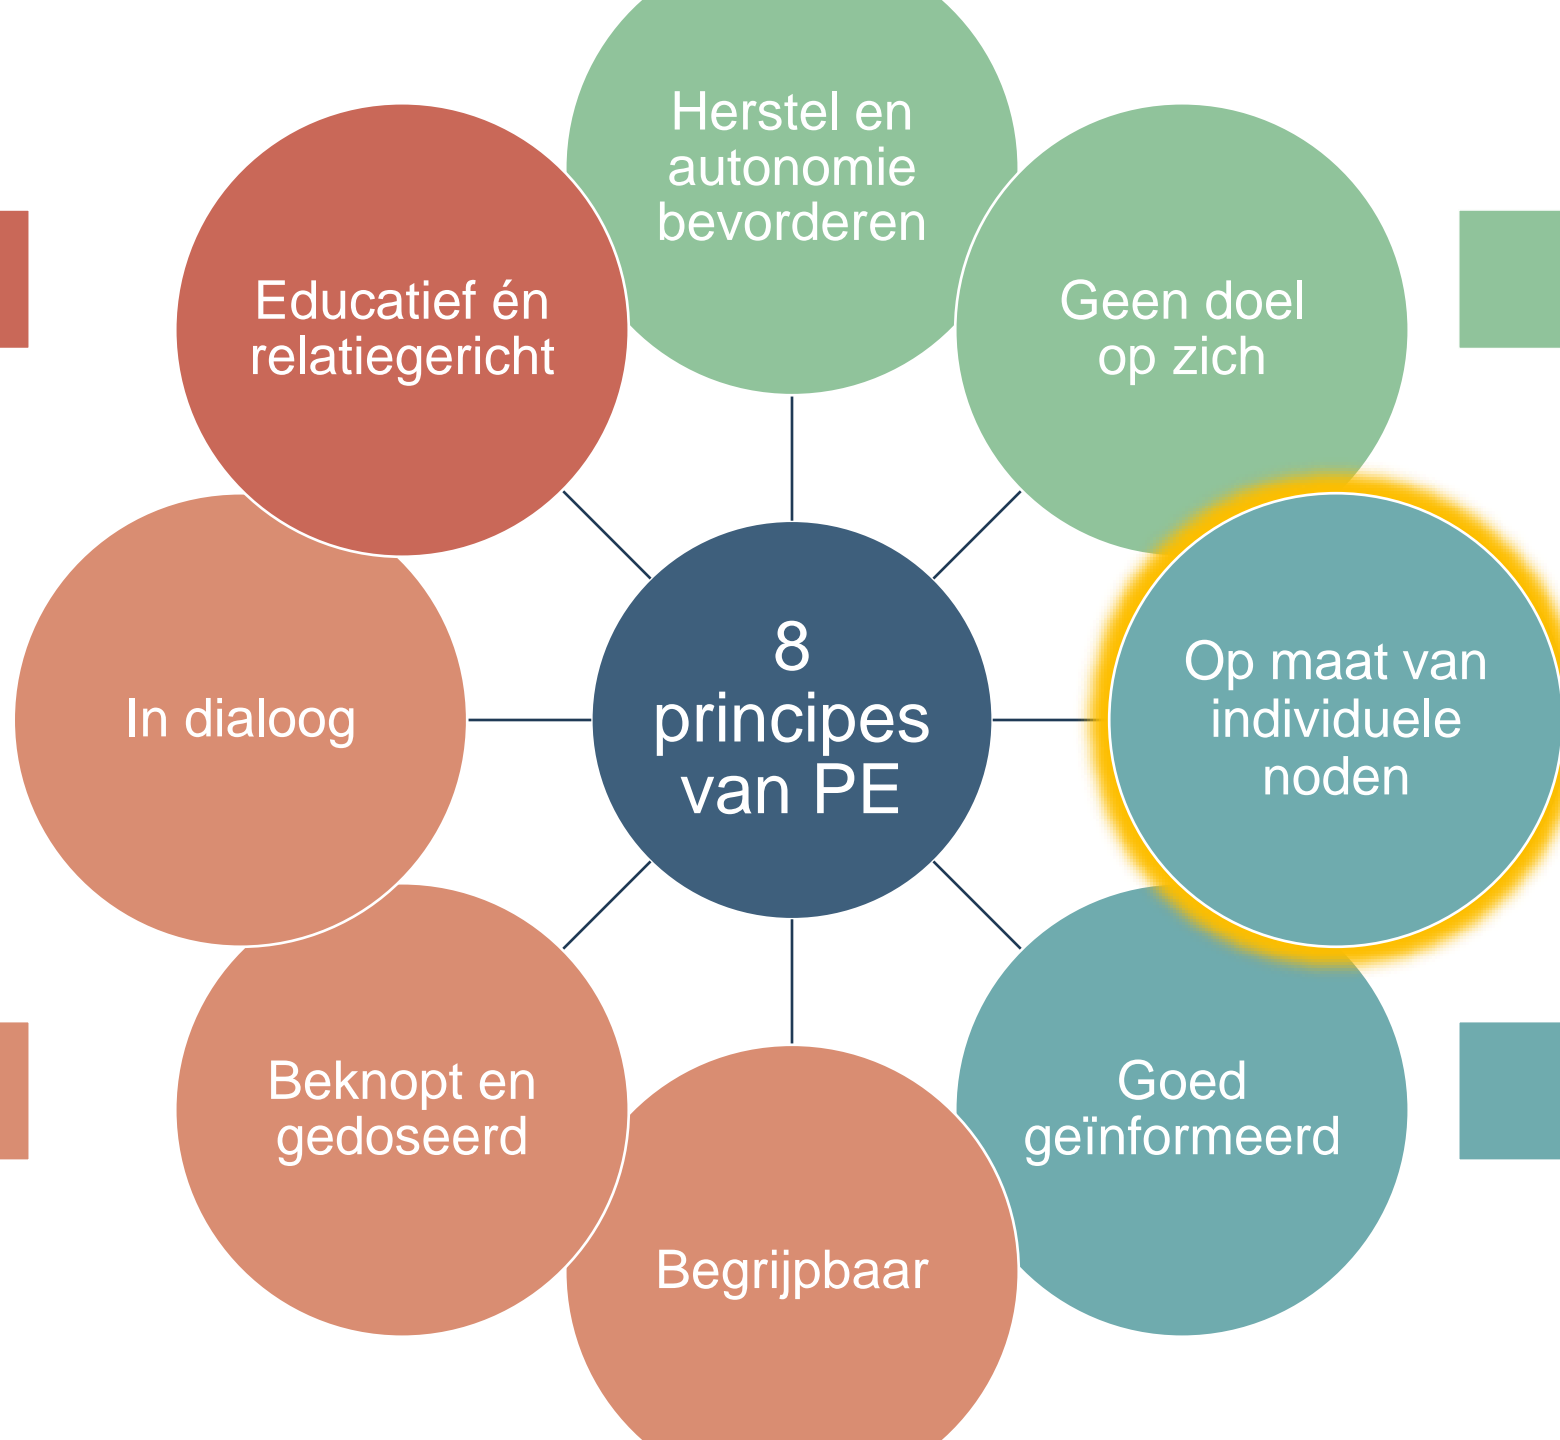 Herstel en
autonomie
bevorderen
Geen doel
op zich
Op maat van
individuele
noden
Goed
geïnformeerd
Begrijpbaar
Beknopt en
gedoseerd
In dialoog
Educatief én
relatiegericht
8
principes
van PE